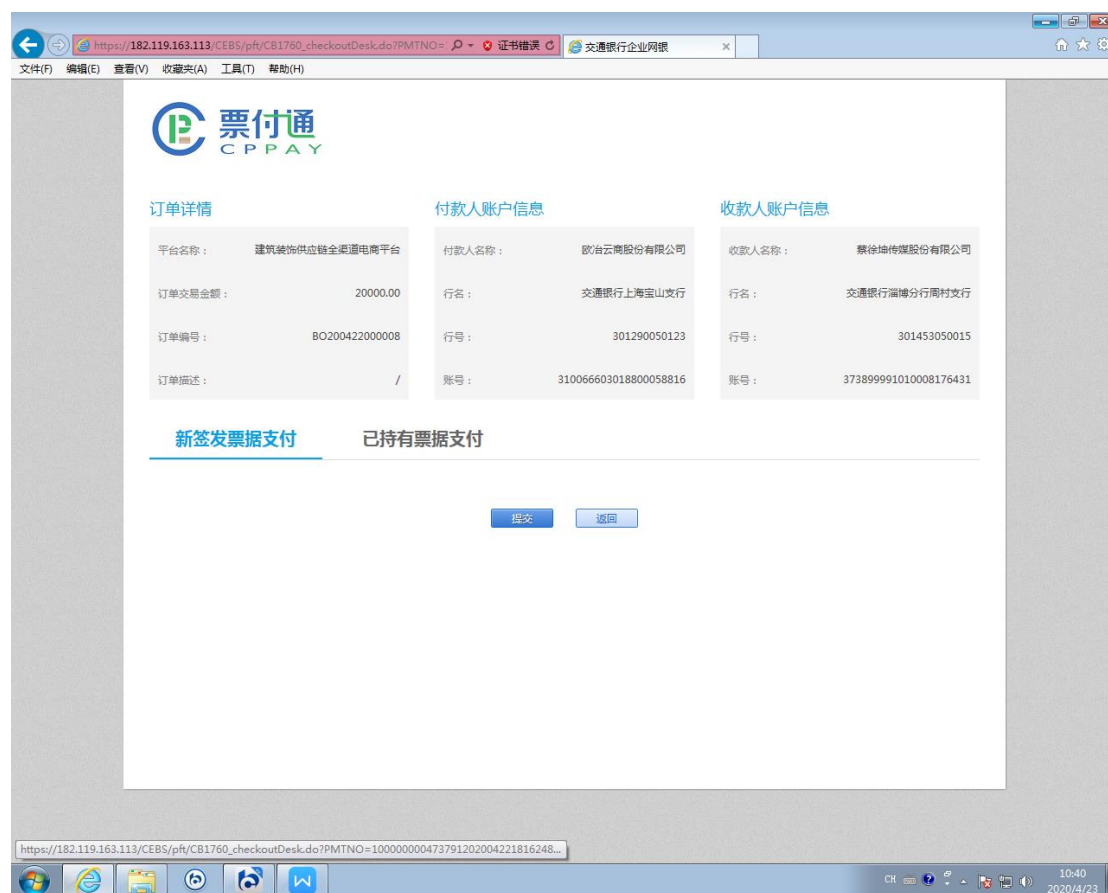 https://182.119.163.113/CEBS/pft/CB1760_checkoutDesk.do?PMTNO= 证书错误 交通银行企业网银
文件(F) 编辑(E) 查看(V) 收藏夹(A) 工具(T) 帮助(H)
票付通
CPPAY
订单详情 付款人账户信息 收款人账户信息
平台名称: 建筑装饰供应链全渠道电商平台 付款人名称: 欧冶云商股份有限公司 收款人名称: 蔡徐坤传媒股份有限公司
订单交易金额: 20000.00 行名: 交通银行上海宝山支行 行名: 交通银行淄博分行周村支行
订单编号: BO200422000008 行号: 301290050123 行号: 301453050015
订单描述: / 账号: 310066603018800058816 账号: 373899991010008176431
新签发票据支付 已持有票据支付
提交 返回
https://182.119.163.113/CEBS/pft/CB1760_checkoutDesk.do?PMTNO=10000000047379120200422181624​8...
CH 10:40
2020/4/23